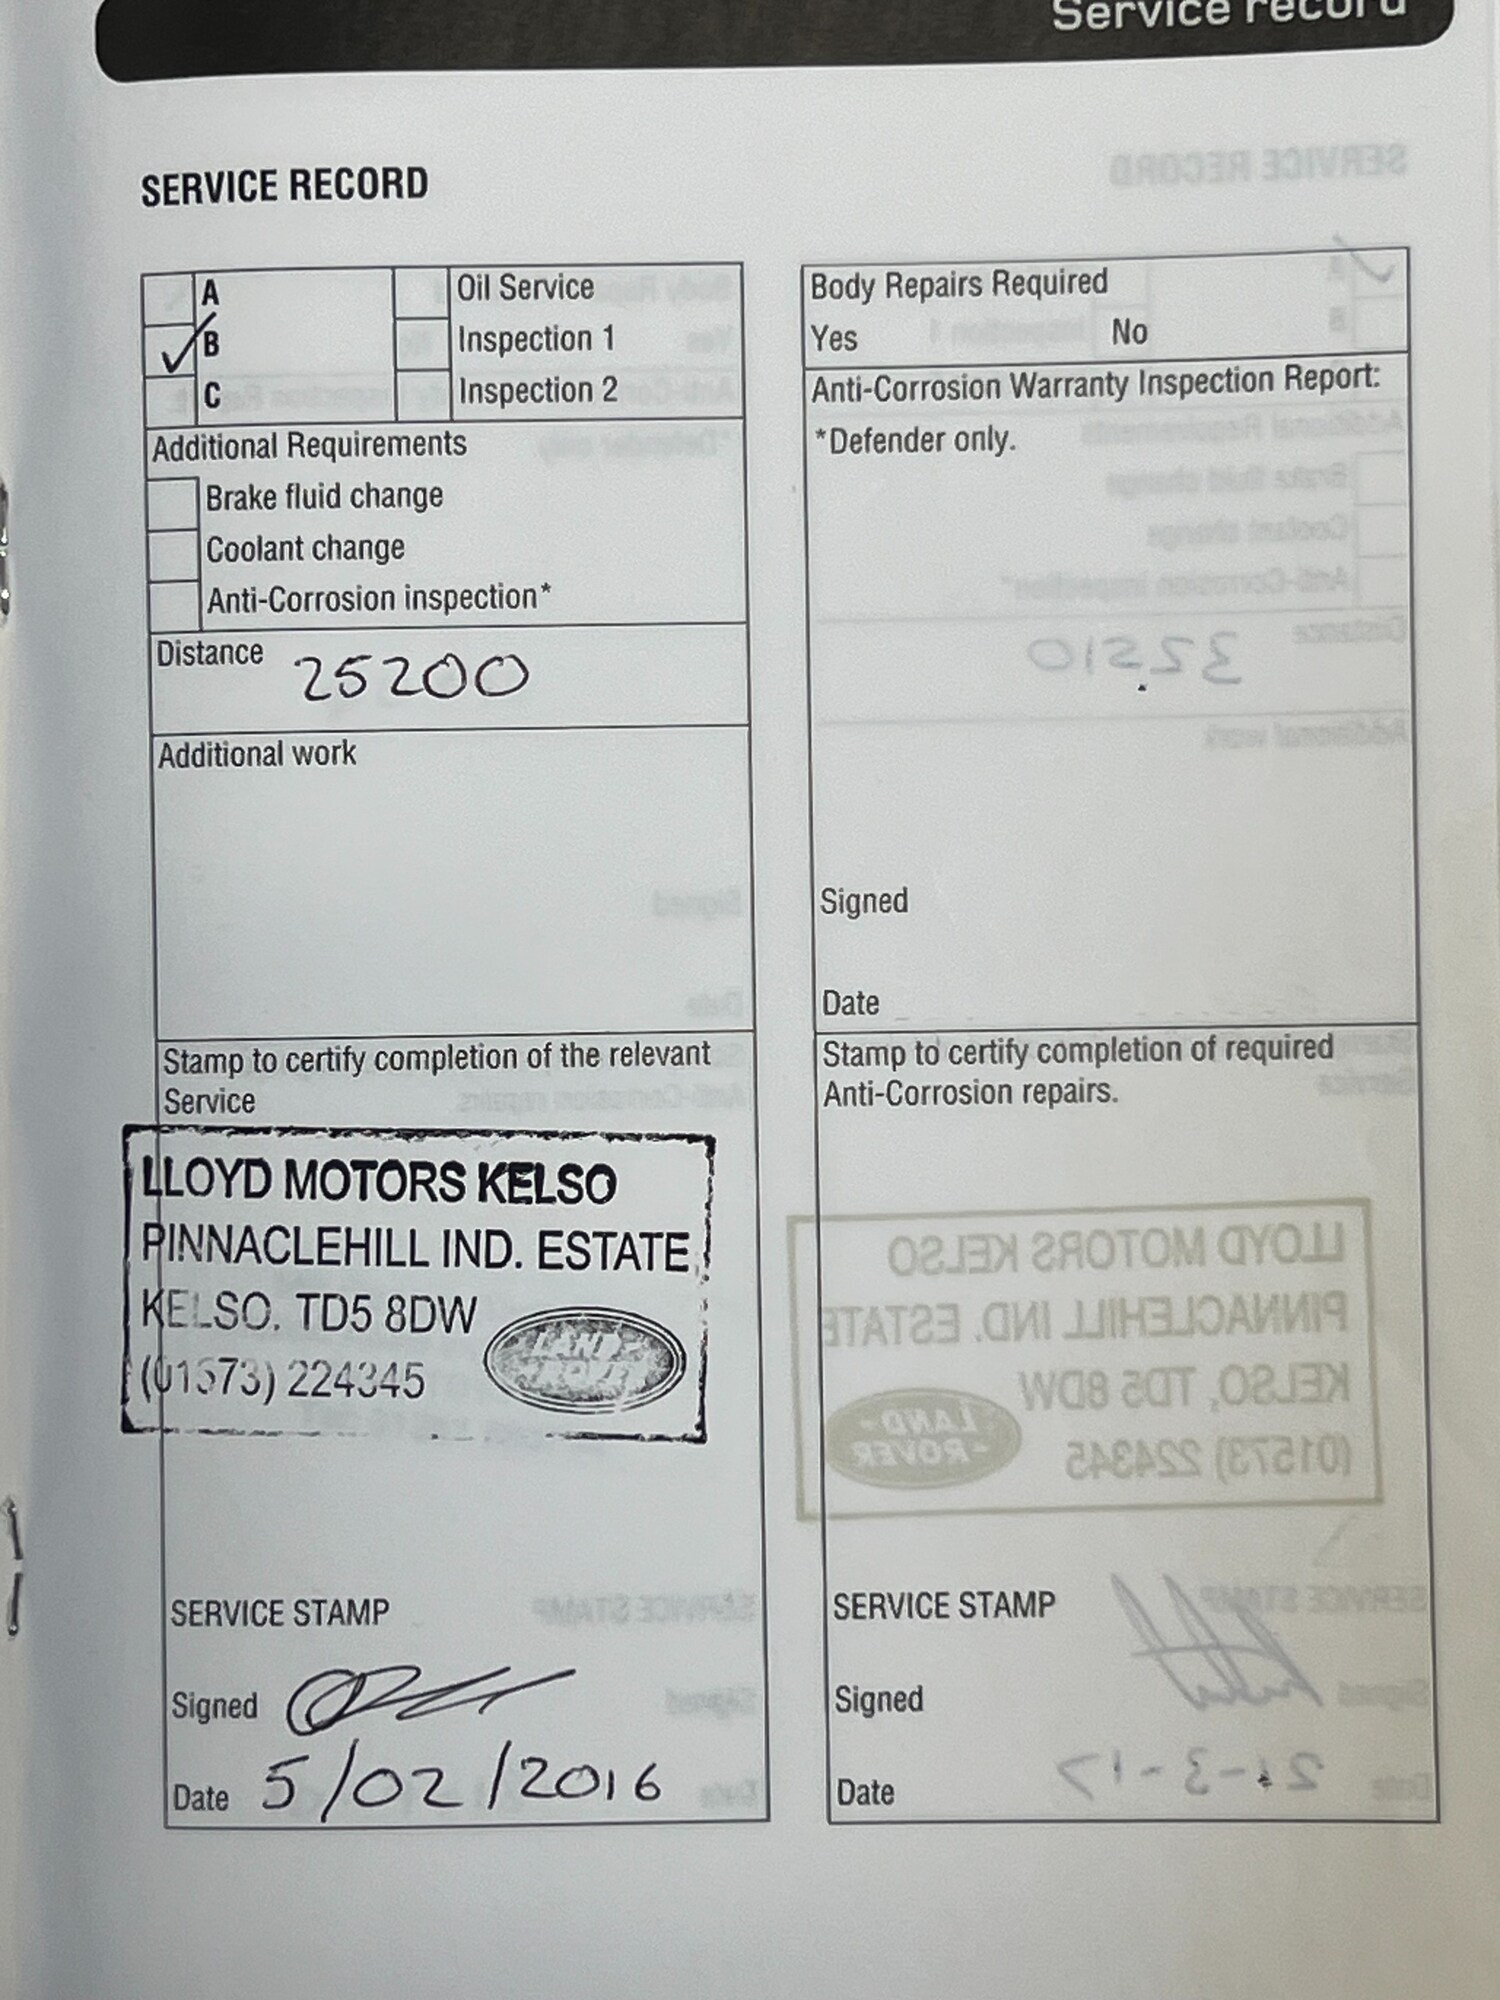 Service record
SERVICE RECORD
A
B
C
Oil Service
Inspection 1
Inspection 2
Additional Requirements
Brake fluid change
Coolant change
Anti-Corrosion inspection*
Distance 25200
Additional work
Stamp to certify completion of the relevant
Service
LLOYD MOTORS KELSO
PINNACLEHILL IND. ESTATE
KELSO. TD5 8DW
(01573) 224345
LAND
ROVER
SERVICE STAMP
Signed
Date 5/02/2016
Body Repairs Required
Yes No
Anti-Corrosion Warranty Inspection Report:
*Defender only.
Signed
Date
Stamp to certify completion of required
Anti-Corrosion repairs.
SERVICE STAMP
Signed
Date